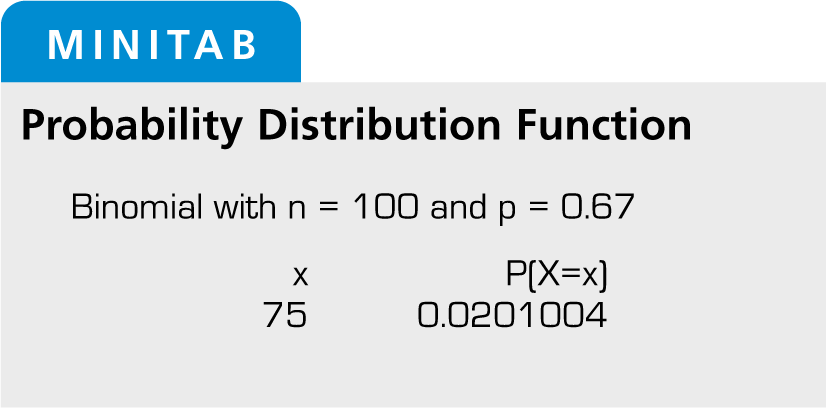 MINITAB
Probability Distribution Function
Binomial with n = 100 and p = 0.67
x P(X=x)
75 0.0201004